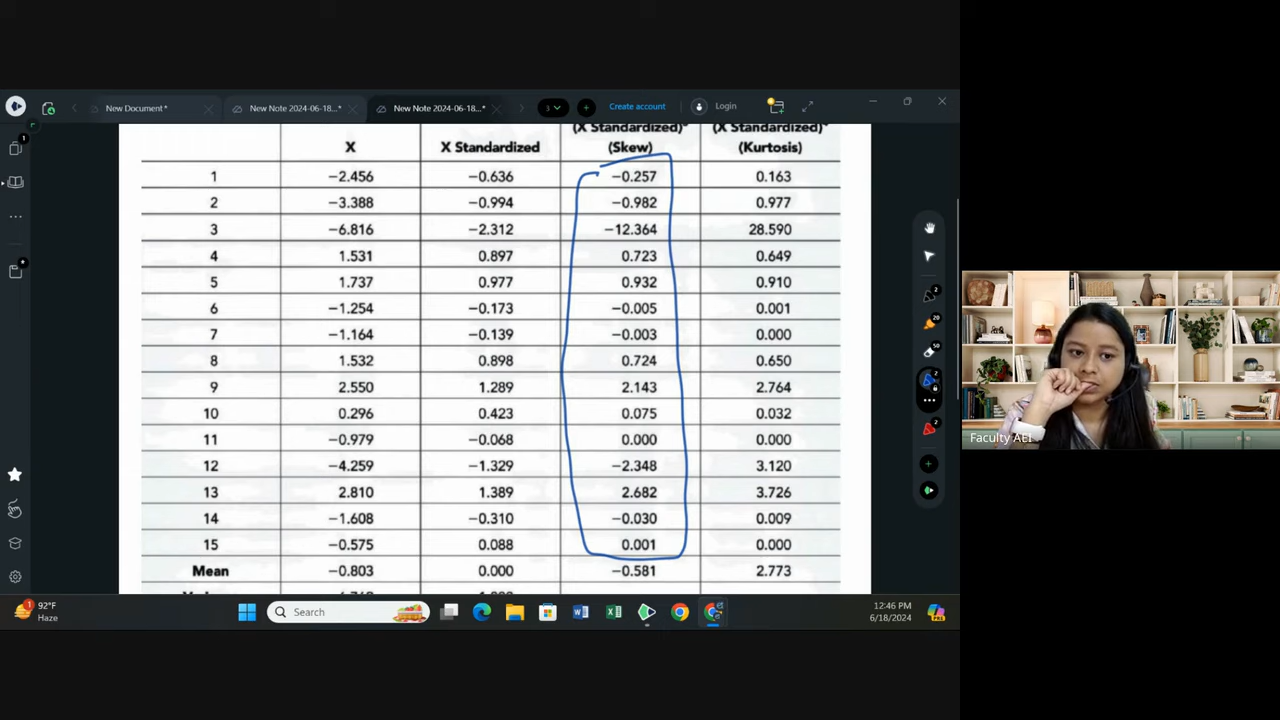 New Document*
New Note 2024-06-18...*
New Note 2024-06-18...*
3
Create account
Login
(X Standardized)³ (X Standardized)⁴
X X Standardized (Skew) (Kurtosis)
1 −2.456 −0.636 −0.257 0.163
2 −3.388 −0.994 −0.982 0.977
3 −6.816 −2.312 −12.364 28.590
4 1.531 0.897 0.723 0.649
5 1.737 0.977 0.932 0.910
6 −1.254 −0.173 −0.005 0.001
7 −1.164 −0.139 −0.003 0.000
8 1.532 0.898 0.724 0.650
9 2.550 1.289 2.143 2.764
10 0.296 0.423 0.075 0.032
11 −0.979 −0.068 0.000 0.000
12 −4.259 −1.329 −2.348 3.120
13 2.810 1.389 2.682 3.726
14 −1.608 −0.310 −0.030 0.009
15 −0.575 0.088 0.001 0.000
Mean −0.803 0.000 −0.581 2.773
1
2
20
50
2
2
Faculty AEI
1
92°F
Haze
Search
12:46 PM
6/18/2024